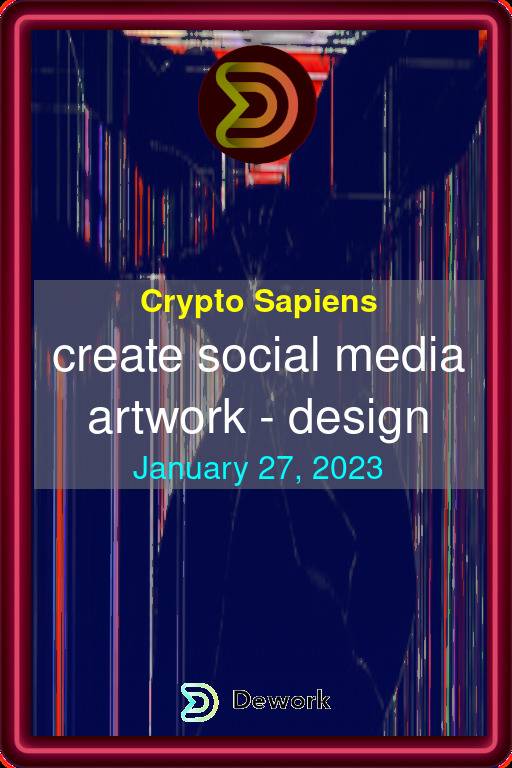 Crypto Sapiens
create social media
artwork - design
January 27, 2023
Dework